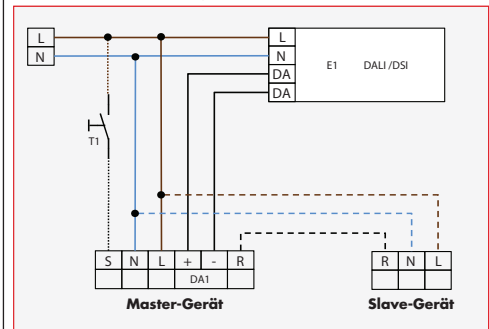 L
N
L
N
DA
DA
E1 DALI/DSI
T1
S N L + - R
DA1
R N L
Master-Gerät
Slave-Gerät